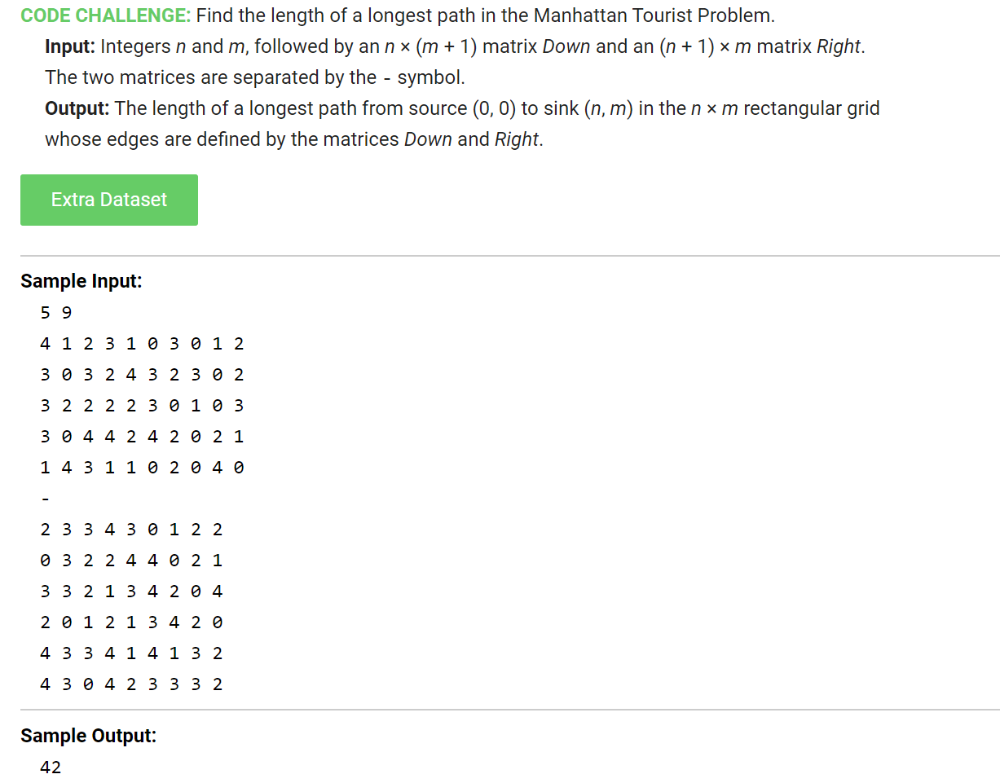 CODE CHALLENGE: Find the length of a longest path in the Manhattan Tourist Problem.
Input: Integers n and m, followed by an n × (m + 1) matrix Down and an (n + 1) × m matrix Right.
The two matrices are separated by the - symbol.
Output: The length of a longest path from source (0, 0) to sink (n, m) in the n × m rectangular grid
whose edges are defined by the matrices Down and Right.
Extra Dataset
Sample Input:
5 9
4 1 2 3 1 0 3 0 1 2
3 0 3 2 4 3 2 3 0 2
3 2 2 2 2 3 0 1 0 3
3 0 4 4 2 4 2 0 2 1
1 4 3 1 1 0 2 0 4 0
-
2 3 3 4 3 0 1 2 2
0 3 2 2 4 4 0 2 1
3 3 2 1 3 4 2 0 4
2 0 1 2 1 3 4 2 0
4 3 3 4 1 4 1 3 2
4 3 0 4 2 3 3 3 2
Sample Output:
42